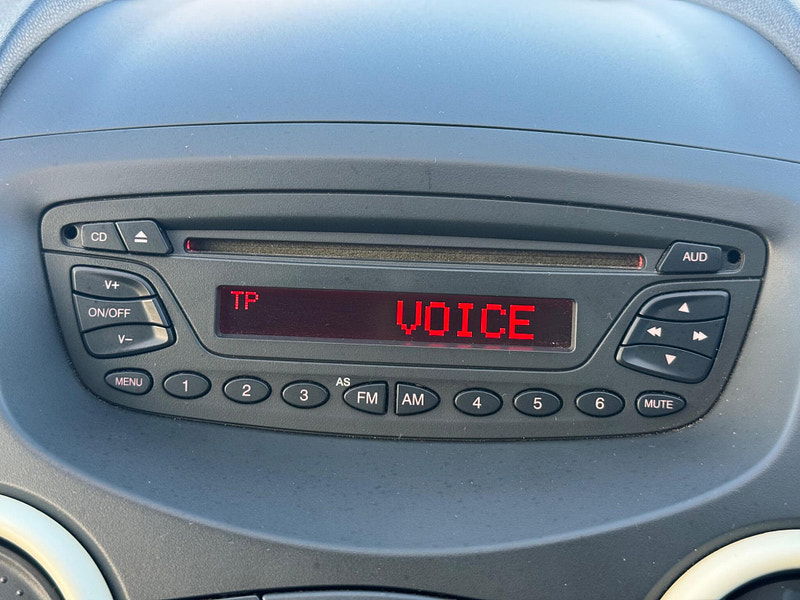 CD ⏏ AUD
V+
ON/OFF
V–
TP VOICE
▲
◀◀ ▶▶
▼
MENU 1 2 3 AS FM AM 4 5 6 MUTE